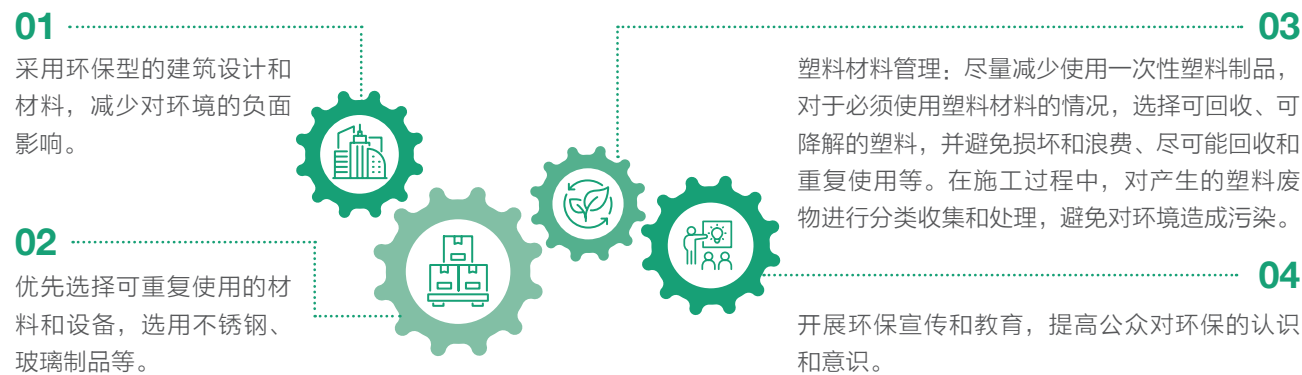 01
采用环保型的建筑设计和
材料，减少对环境的负面
影响。
02
优先选择可重复使用的材
料和设备，选用不锈钢、
玻璃制品等。
03
塑料材料管理：尽量减少使用一次性塑料制品，
对于必须使用塑料材料的情况，选择可回收、可
降解的塑料，并避免损坏和浪费、尽可能回收和
重复使用等。在施工过程中，对产生的塑料废
物进行分类收集和处理，避免对环境造成污染。
04
开展环保宣传和教育，提高公众对环保的认识
和意识。